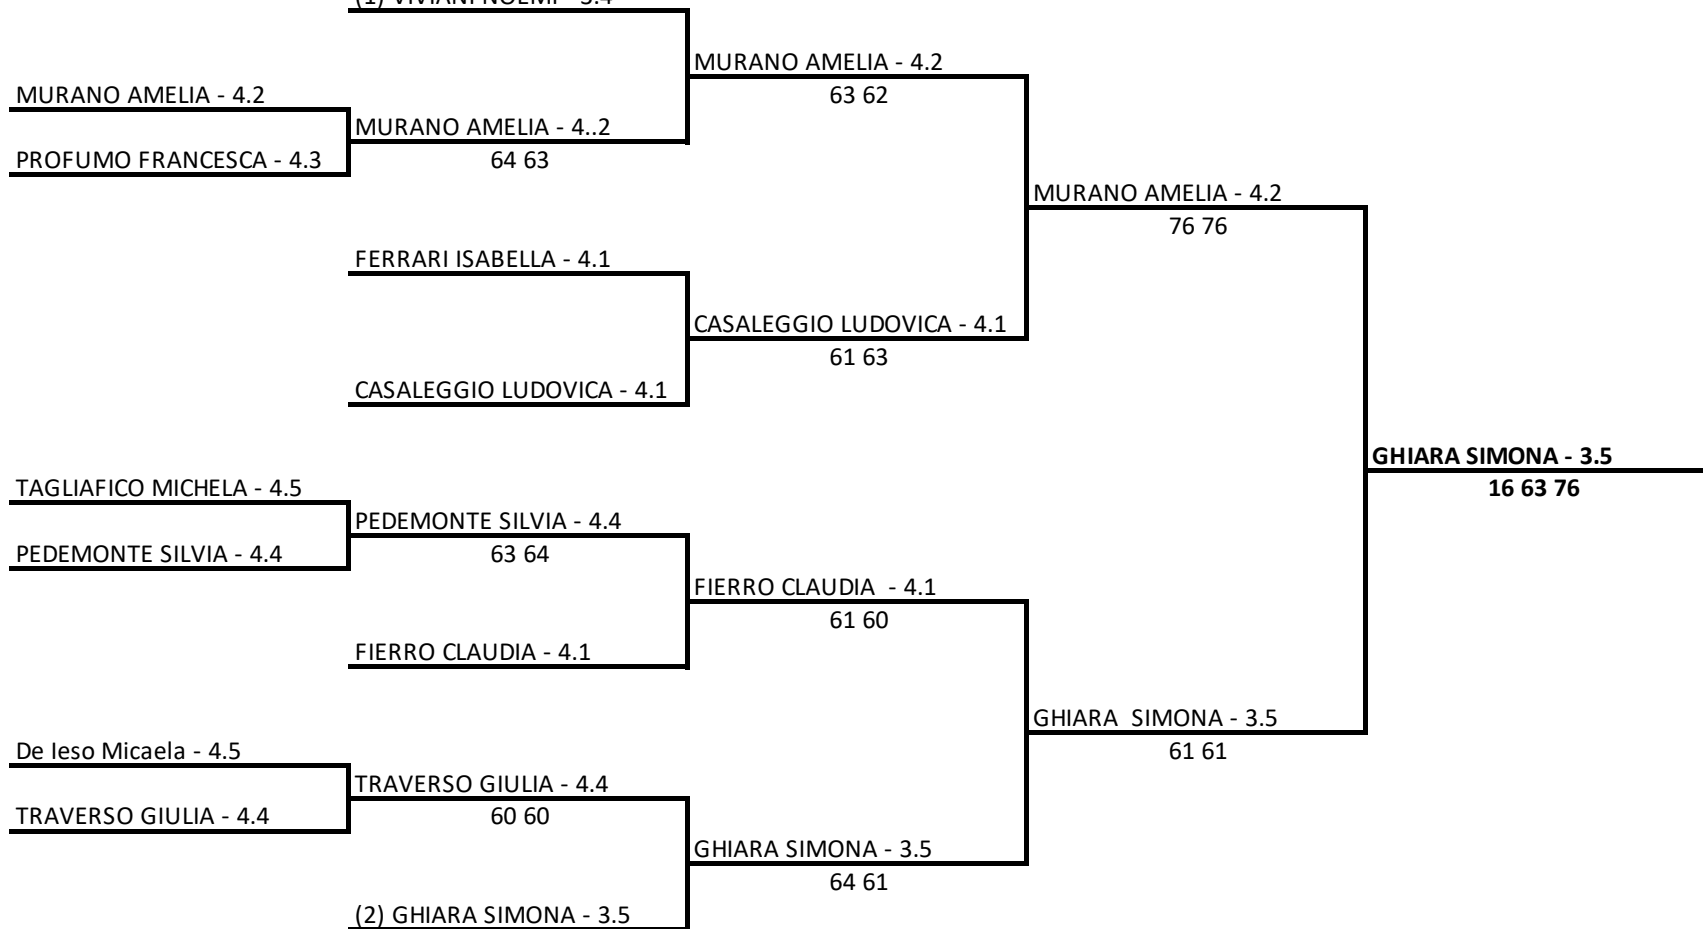 (1) VIVIANI NOEMI - 3.4
MURANO AMELIA - 4.2
63 62
MURANO AMELIA - 4.2
MURANO AMELIA - 4..2
PROFUMO FRANCESCA - 4.3
64 63
MURANO AMELIA - 4.2
76 76
FERRARI ISABELLA - 4.1
CASALEGGIO LUDOVICA - 4.1
61 63
CASALEGGIO LUDOVICA - 4.1
GHIARA SIMONA - 3.5
16 63 76
TAGLIAFICO MICHELA - 4.5
PEDEMONTE SILVIA - 4.4
PEDEMONTE SILVIA - 4.4
63 64
FIERRO CLAUDIA  - 4.1
61 60
FIERRO CLAUDIA - 4.1
GHIARA  SIMONA - 3.5
61 61
De Ieso Micaela - 4.5
TRAVERSO GIULIA - 4.4
TRAVERSO GIULIA - 4.4
60 60
GHIARA SIMONA - 3.5
64 61
(2) GHIARA SIMONA - 3.5